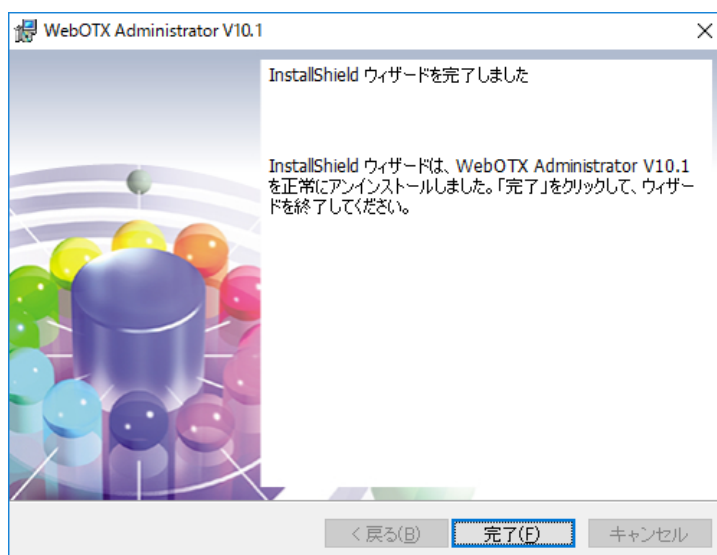 WebOTX Administrator V10.1
InstallShield ウィザードを完了しました
InstallShield ウィザードは、WebOTX Administrator V10.1
を正常にアンインストールしました。「完了」をクリックして、ウィザー
ドを終了してください。
< 戻る(B)
完了(F)
キャンセル